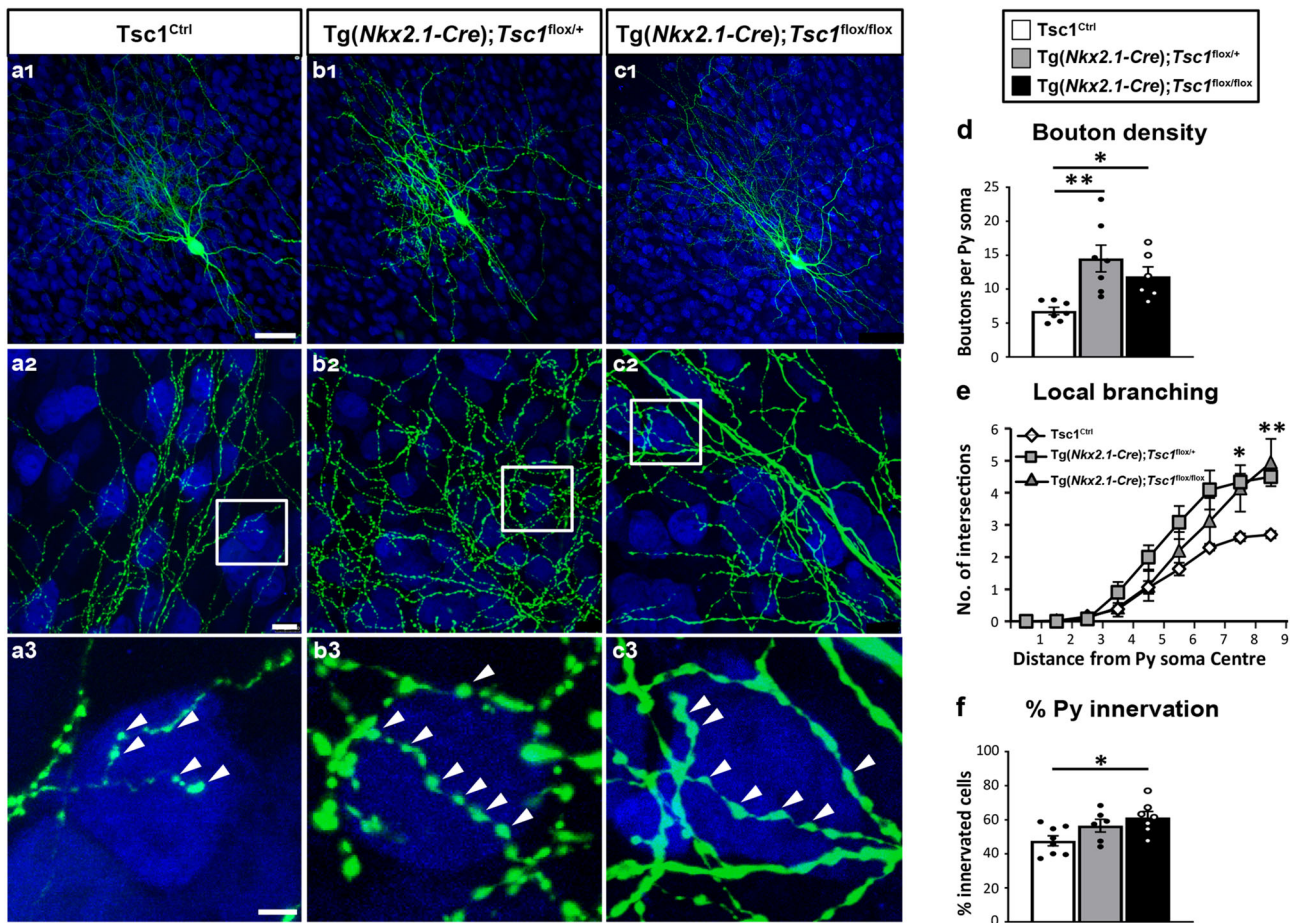 Tsc1Ctrl
Tg(Nkx2.1-Cre);Tsc1flox/+
Tg(Nkx2.1-Cre);Tsc1flox/flox
a1
b1
c1
a2
b2
c2
a3
b3
c3
Tsc1Ctrl
Tg(Nkx2.1-Cre);Tsc1flox/+
Tg(Nkx2.1-Cre);Tsc1flox/flox
d Bouton density
*
**
Boutons per Py soma
25
20
15
10
5
0
e Local branching
Tsc1Ctrl
Tg(Nkx2.1-Cre);Tsc1flox/+
Tg(Nkx2.1-Cre);Tsc1flox/flox
* **
No. of intersections
6
5
4
3
2
1
0
1 2 3 4 5 6 7 8 9
Distance from Py soma Centre
f % Py innervation
*
% innervated cells
100
80
60
40
20
0